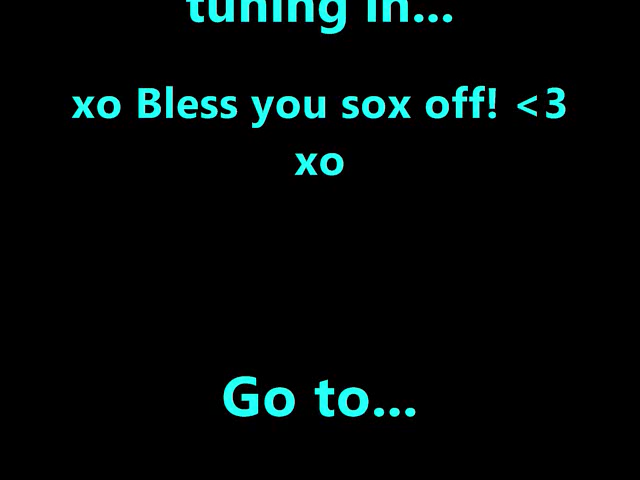 tuning in...
xo Bless you sox off! <3
xo
Go to...